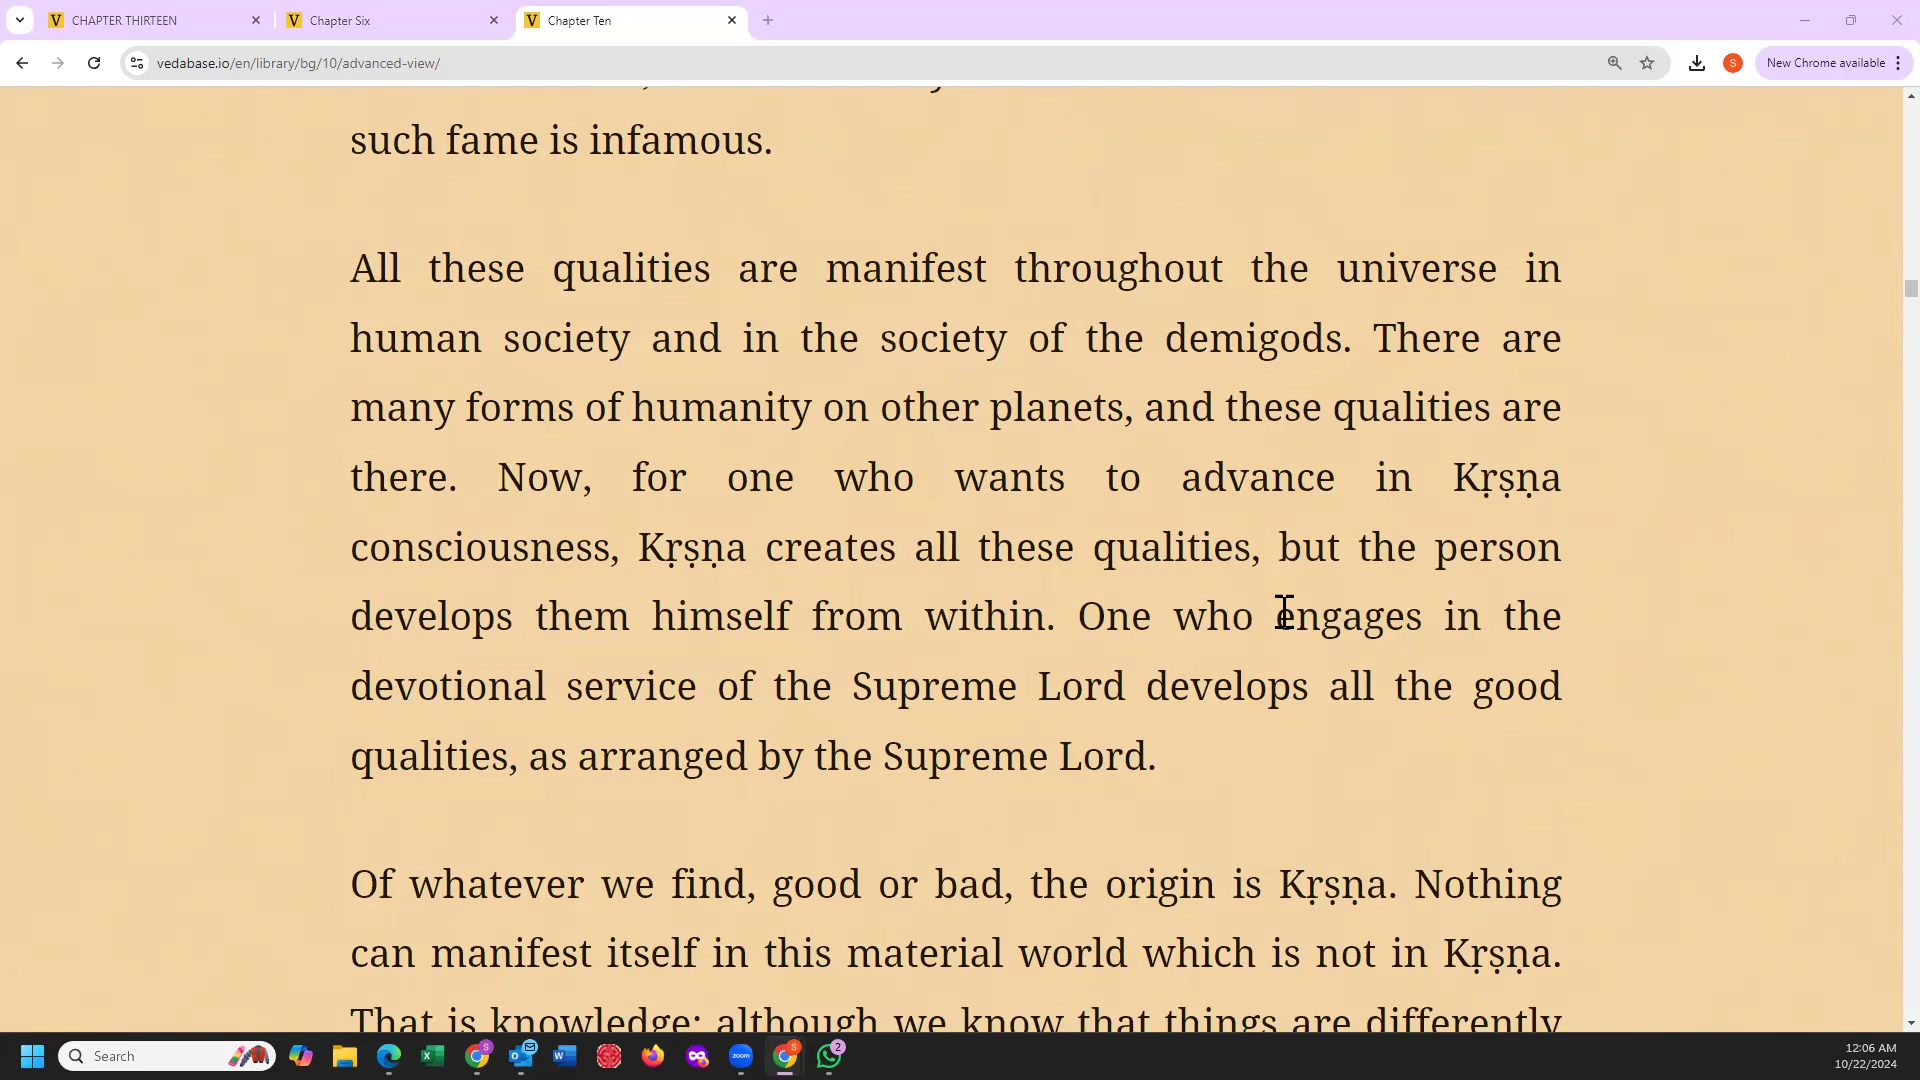 CHAPTER THIRTEEN
Chapter Six
Chapter Ten
vedabase.io/en/library/bg/10/advanced-view/
S
New Chrome available
such fame is infamous.
All these qualities are manifest throughout the universe in
human society and in the society of the demigods. There are
many forms of humanity on other planets, and these qualities are
there. Now, for one who wants to advance in Kṛṣṇa
consciousness, Kṛṣṇa creates all these qualities, but the person
develops them himself from within. One who engages in the
devotional service of the Supreme Lord develops all the good
qualities, as arranged by the Supreme Lord.
Of whatever we find, good or bad, the origin is Kṛṣṇa. Nothing
can manifest itself in this material world which is not in Kṛṣṇa.
That is knowledge; although we know that things are differently
Search
zoom
2
12:06 AM
10/22/2024